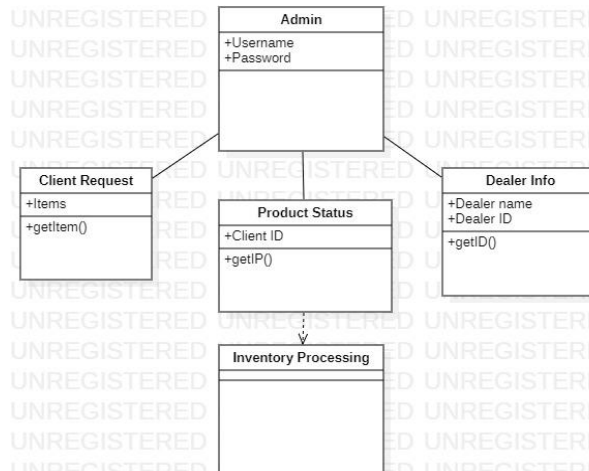 UNREGISTERED
Admin
+Username
+Password
Client Request
+Items
+getItem()
Product Status
+Client ID
+getIP()
Dealer Info
+Dealer name
+Dealer ID
+getID()
Inventory Processing